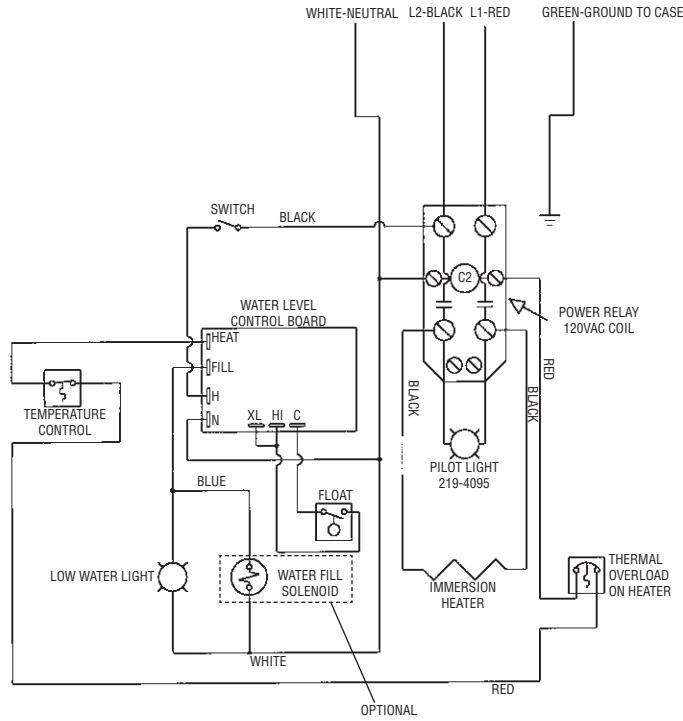 WHITE-NEUTRAL
L2-BLACK
L1-RED
GREEN-GROUND TO CASE
SWITCH
BLACK
C2
WATER LEVEL
CONTROL BOARD
POWER RELAY
120VAC COIL
HEAT
FILL
H
N
XL
HI
C
TEMPERATURE
CONTROL
BLACK
RED
BLACK
PILOT LIGHT
219-4095
BLUE
FLOAT
LOW WATER LIGHT
WATER FILL
SOLENOID
IMMERSION
HEATER
THERMAL
OVERLOAD
ON HEATER
WHITE
RED
OPTIONAL